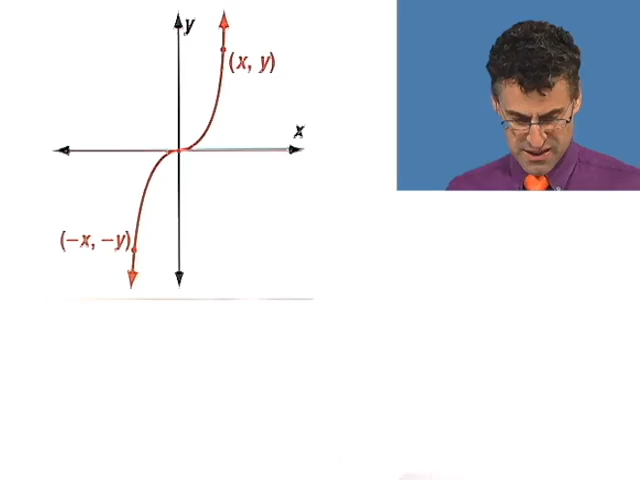 y
(x, y)
x
(−x, −y)